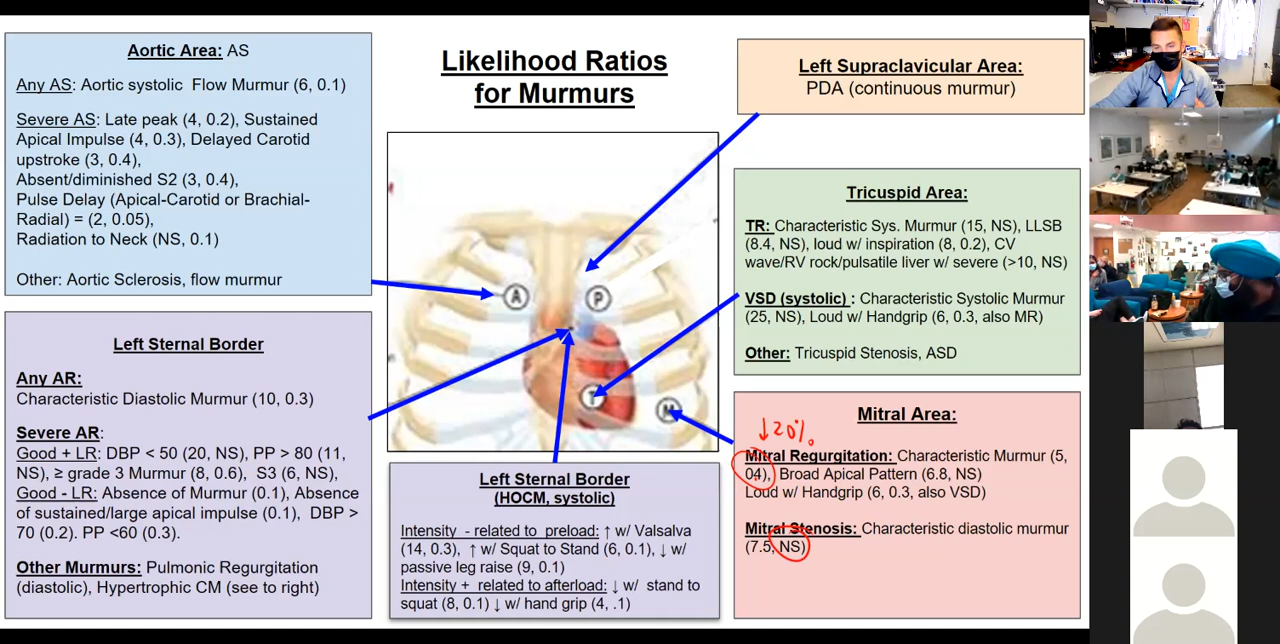 Likelihood Ratios
for Murmurs
Aortic Area: AS
Any AS: Aortic systolic Flow Murmur (6, 0.1)
Severe AS: Late peak (4, 0.2), Sustained
Apical Impulse (4, 0.3), Delayed Carotid
upstroke (3, 0.4),
Absent/diminished S2 (3, 0.4),
Pulse Delay (Apical-Carotid or Brachial-
Radial) = (2, 0.05),
Radiation to Neck (NS, 0.1)
Other: Aortic Sclerosis, flow murmur
Left Sternal Border
Any AR:
Characteristic Diastolic Murmur (10, 0.3)
Severe AR:
Good + LR: DBP < 50 (20, NS), PP > 80 (11,
NS), ≥ grade 3 Murmur (8, 0.6), S3 (6, NS),
Good - LR: Absence of Murmur (0.1), Absence
of sustained/large apical impulse (0.1), DBP >
70 (0.2). PP <60 (0.3).
Other Murmurs: Pulmonic Regurgitation
(diastolic), Hypertrophic CM (see to right)
A
P
T
M
Left Sternal Border
(HOCM, systolic)
Intensity - related to preload: ↑ w/ Valsalva
(14, 0.3), ↑ w/ Squat to Stand (6, 0.1), ↓ w/
passive leg raise (9, 0.1)
Intensity + related to afterload: ↓ w/ stand to
squat (8, 0.1) ↓ w/ hand grip (4, .1)
Left Supraclavicular Area:
PDA (continuous murmur)
Tricuspid Area:
TR: Characteristic Sys. Murmur (15, NS), LLSB
(8.4, NS), loud w/ inspiration (8, 0.2), CV
wave/RV rock/pulsatile liver w/ severe (>10, NS)
VSD (systolic) : Characteristic Systolic Murmur
(25, NS), Loud w/ Handgrip (6, 0.3, also MR)
Other: Tricuspid Stenosis, ASD
Mitral Area:
↓20%
Mitral Regurgitation: Characteristic Murmur (5,
04), Broad Apical Pattern (6.8, NS)
Loud w/ Handgrip (6, 0.3, also VSD)
Mitral Stenosis: Characteristic diastolic murmur
(7.5, NS)